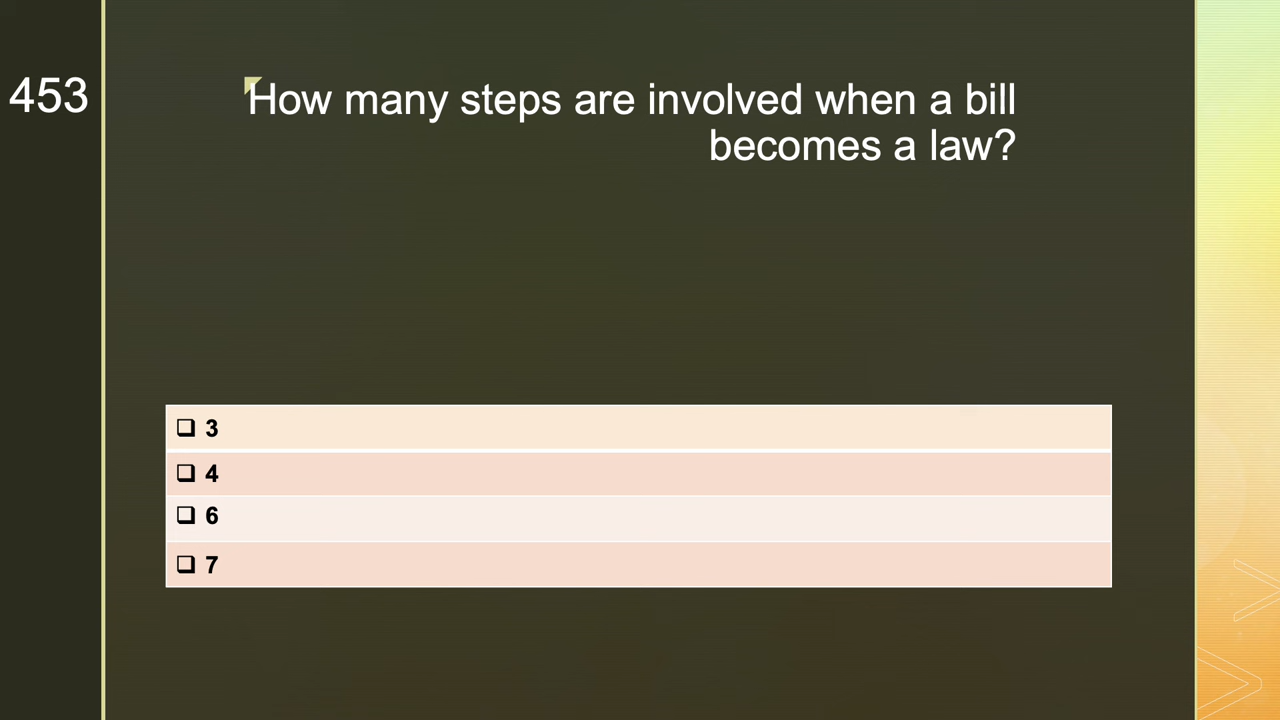 453
How many steps are involved when a bill
becomes a law?
❑ 3
❑ 4
❑ 6
❑ 7